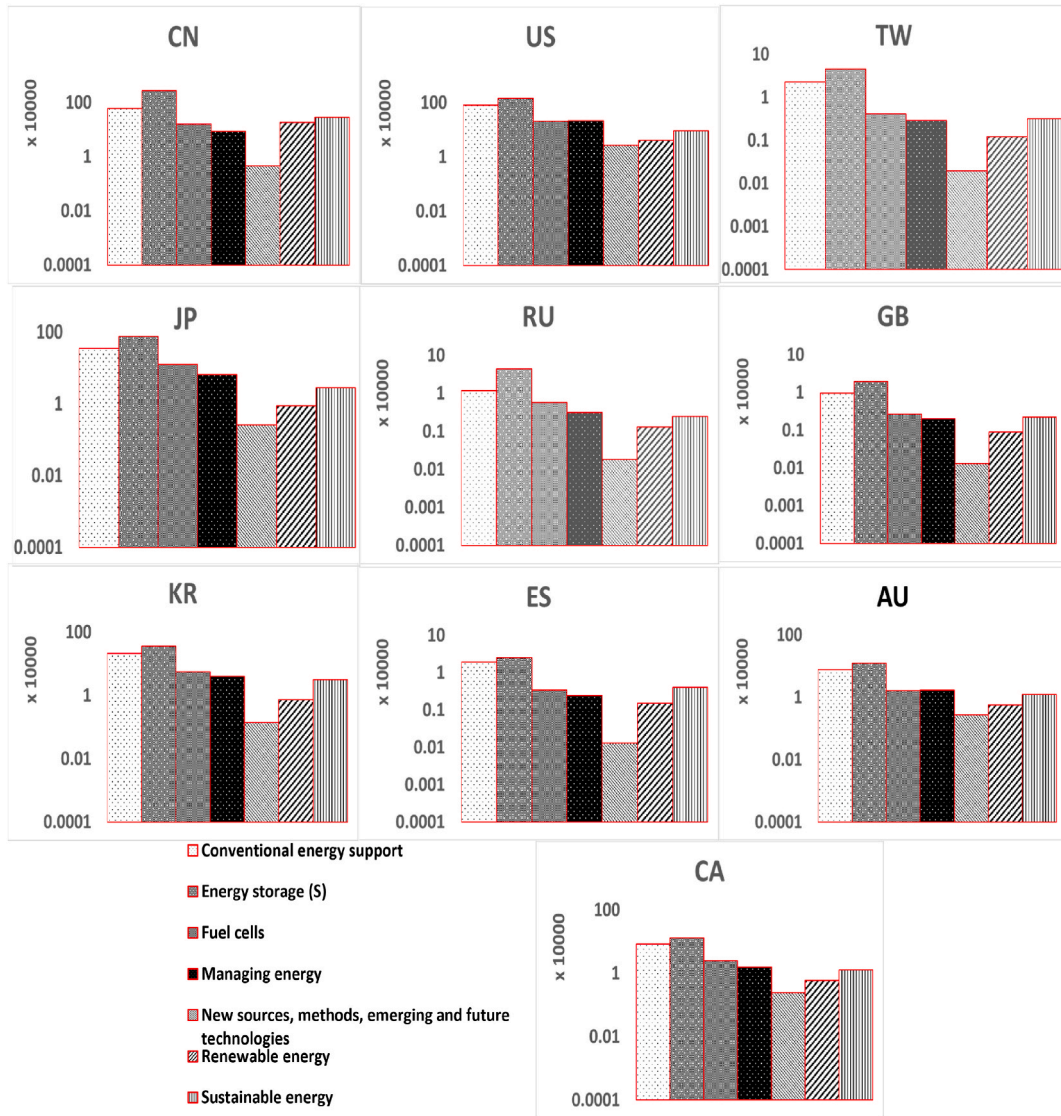 CN
x 10000
100
1
0.01
0.0001
US
x 10000
100
1
0.01
0.0001
TW
10
1
0.1
0.01
0.001
0.0001
JP
100
1
0.01
0.0001
RU
10
1
0.1
0.01
0.001
0.0001
GB
x 10000
10
1
0.1
0.01
0.001
0.0001
KR
x 10000
100
1
0.01
0.0001
ES
x 10000
10
1
0.1
0.01
0.001
0.0001
AU
x 10000
100
1
0.01
0.0001
Conventional energy support
Energy storage (S)
Fuel cells
Managing energy
New sources, methods, emerging and future
technologies
Renewable energy
Sustainable energy
CA
x 10000
100
1
0.01
0.0001